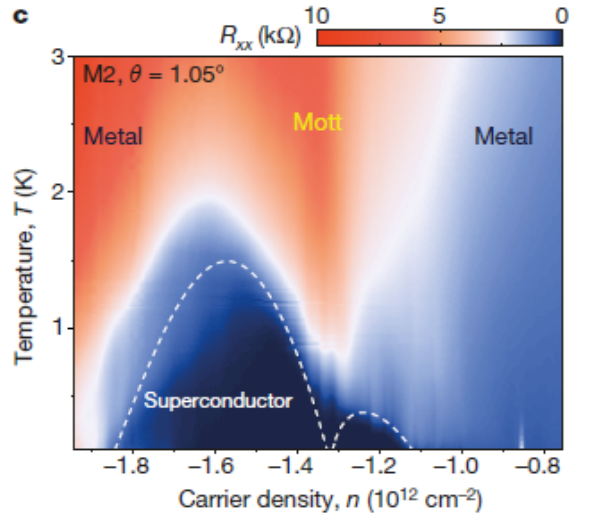 c
R_xx (kΩ)
10 5 0
M2, θ = 1.05°
Metal
Mott
Metal
Superconductor
Temperature, T (K)
3
2
1
−1.8 −1.6 −1.4 −1.2 −1.0 −0.8
Carrier density, n (10¹² cm⁻²)